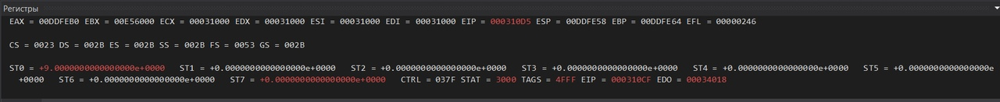 Регистры
EAX = 00DDFEB0 EBX = 00E56000 ECX = 00031000 EDX = 00031000 ESI = 00031000 EDI = 00031000 EIP = 000310D5 ESP = 00DDFE58 EBP = 00DDFE64 EFL = 00000246
CS = 0023 DS = 002B ES = 002B SS = 002B FS = 0053 GS = 002B
ST0 = +9.0000000000000000e+0000 ST1 = +0.0000000000000000e+0000 ST2 = +0.0000000000000000e+0000 ST3 = +0.0000000000000000e+0000 ST4 = +0.0000000000000000e+0000 ST5 = +0.0000000000000000e
+0000 ST6 = +0.0000000000000000e+0000 ST7 = +0.0000000000000000e+0000 CTRL = 037F STAT = 3000 TAGS = 4FFF EIP = 000310CF EDO = 00034018